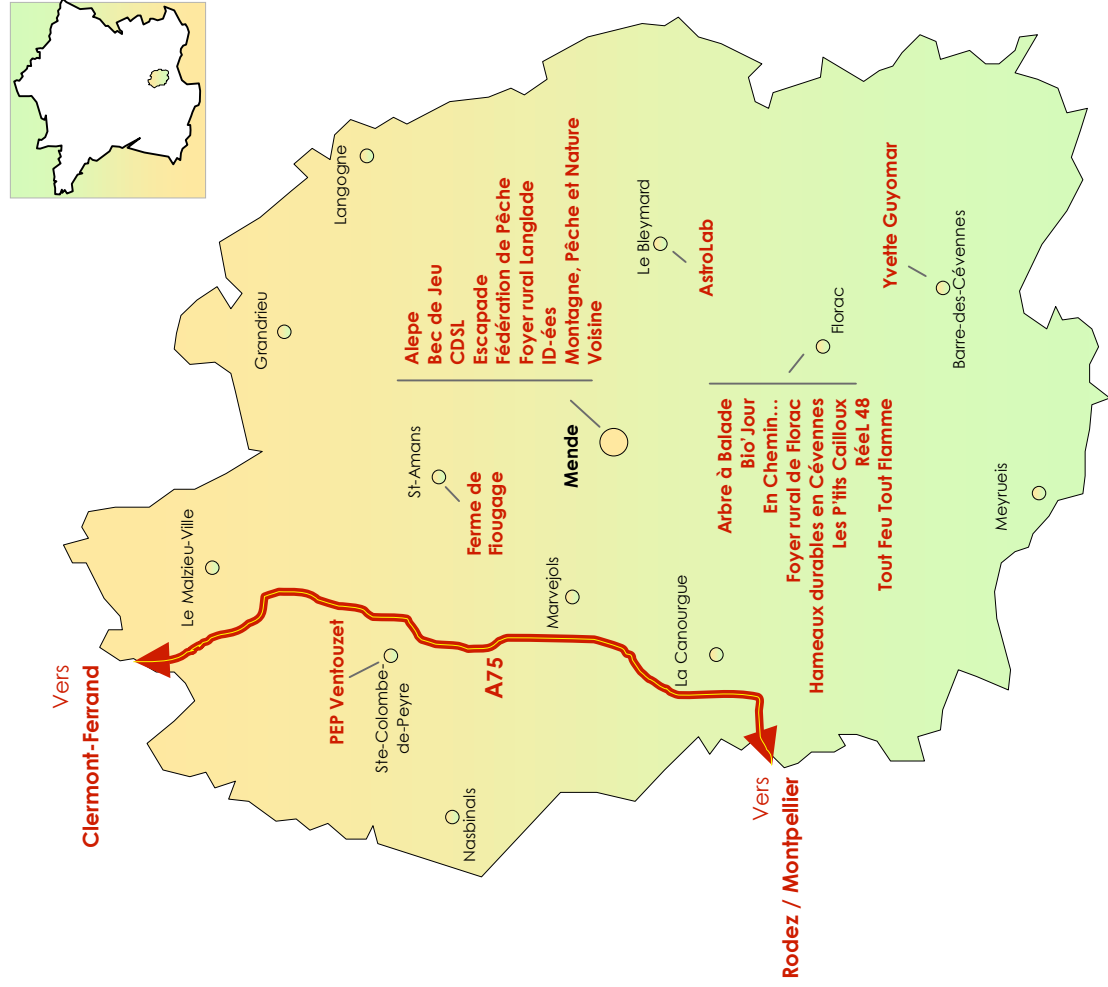 Vers
Clermont-Ferrand
Le Malzieu-Ville
Grandrieu
Langogne
PEP Ventouzet
Ste-Colombe-
de-Peyre
Nasbinals
A75
St-Amans
Ferme de
Fiougage
Alepe
Bec de Jeu
CDSL
Escapade
Fédération de Pêche
Foyer rural Langlade
ID-ées
Montagne, Pêche et Nature
Voisine
Mende
Marvejols
La Canourgue
Le Bleymard
AstroLab
Arbre à Balade
Bio'Jour
En Chemin...
Foyer rural de Florac
Hameaux durables en Cévennes
Les P'tits Cailloux
RéeL 48
Tout Feu Tout Flamme
Florac
Yvette Guyomar
Barre-des-Cévennes
Meyrueis
Vers
Rodez / Montpellier